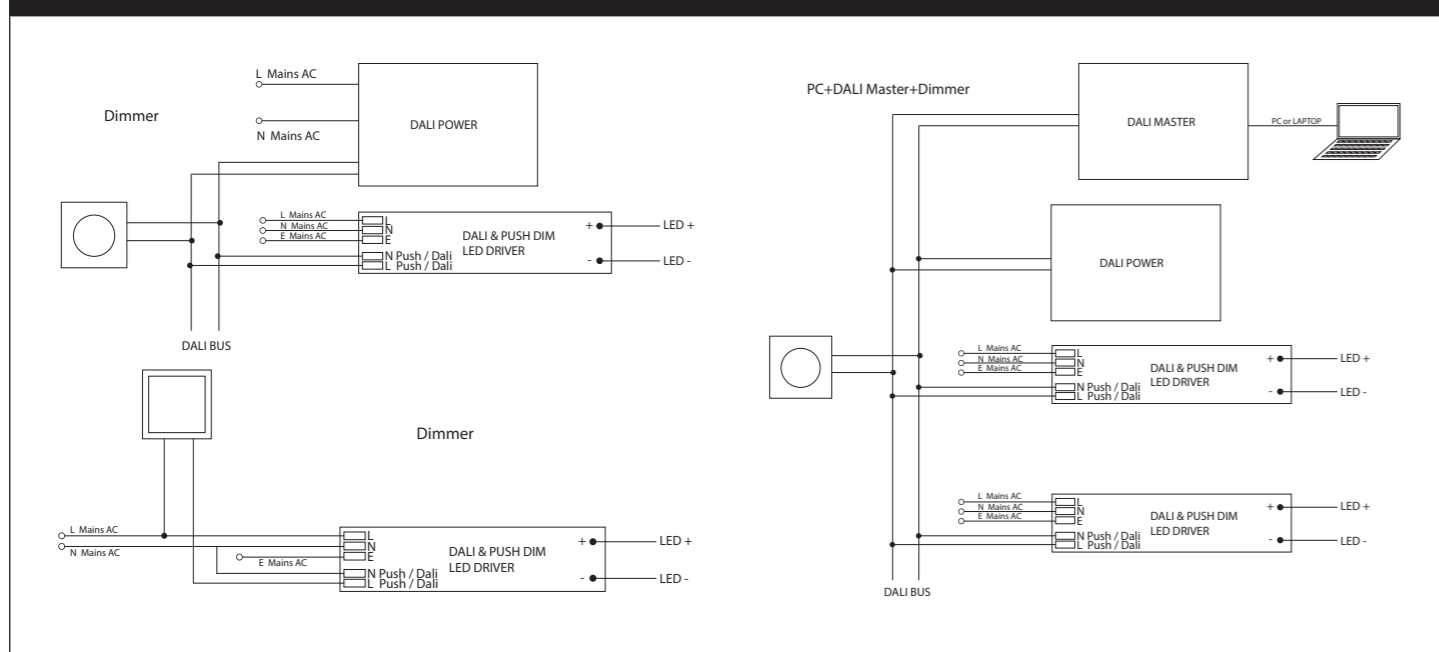 Dimmer
L Mains AC
N Mains AC
DALI POWER
L Mains AC
N Mains AC
E Mains AC
L
N
E
N Push / Dali
L Push / Dali
DALI & PUSH DIM
LED DRIVER
+
-
LED +
LED -
DALI BUS
Dimmer
L Mains AC
N Mains AC
E Mains AC
L
N
E
N Push / Dali
L Push / Dali
DALI & PUSH DIM
LED DRIVER
+
-
LED +
LED -
PC+DALI Master+Dimmer
DALI MASTER
PC or LAPTOP
DALI POWER
L Mains AC
N Mains AC
E Mains AC
L
N
E
N Push / Dali
L Push / Dali
DALI & PUSH DIM
LED DRIVER
+
-
LED +
LED -
L Mains AC
N Mains AC
E Mains AC
L
N
E
N Push / Dali
L Push / Dali
DALI & PUSH DIM
LED DRIVER
+
-
LED +
LED -
DALI BUS